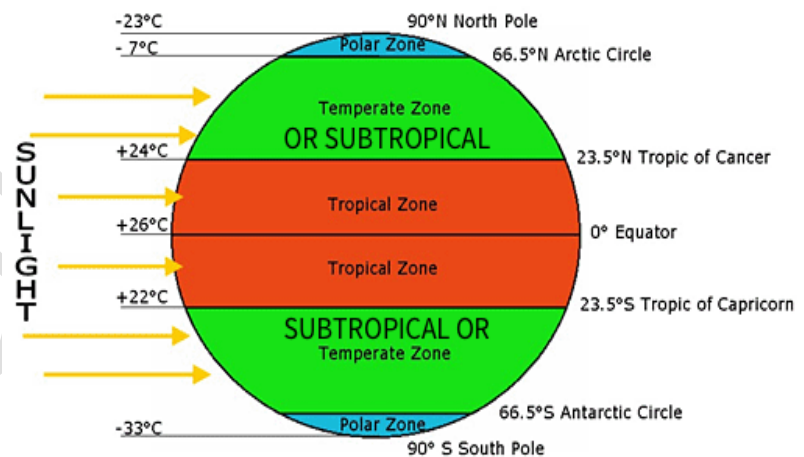 -23°C
90°N North Pole
Polar Zone
- 7°C
66.5°N Arctic Circle
Temperate Zone
OR SUBTROPICAL
SUNLIGHT
+24°C
23.5°N Tropic of Cancer
Tropical Zone
+26°C
0° Equator
Tropical Zone
+22°C
23.5°S Tropic of Capricorn
SUBTROPICAL OR
Temperate Zone
66.5°S Antarctic Circle
Polar Zone
-33°C
90° S South Pole